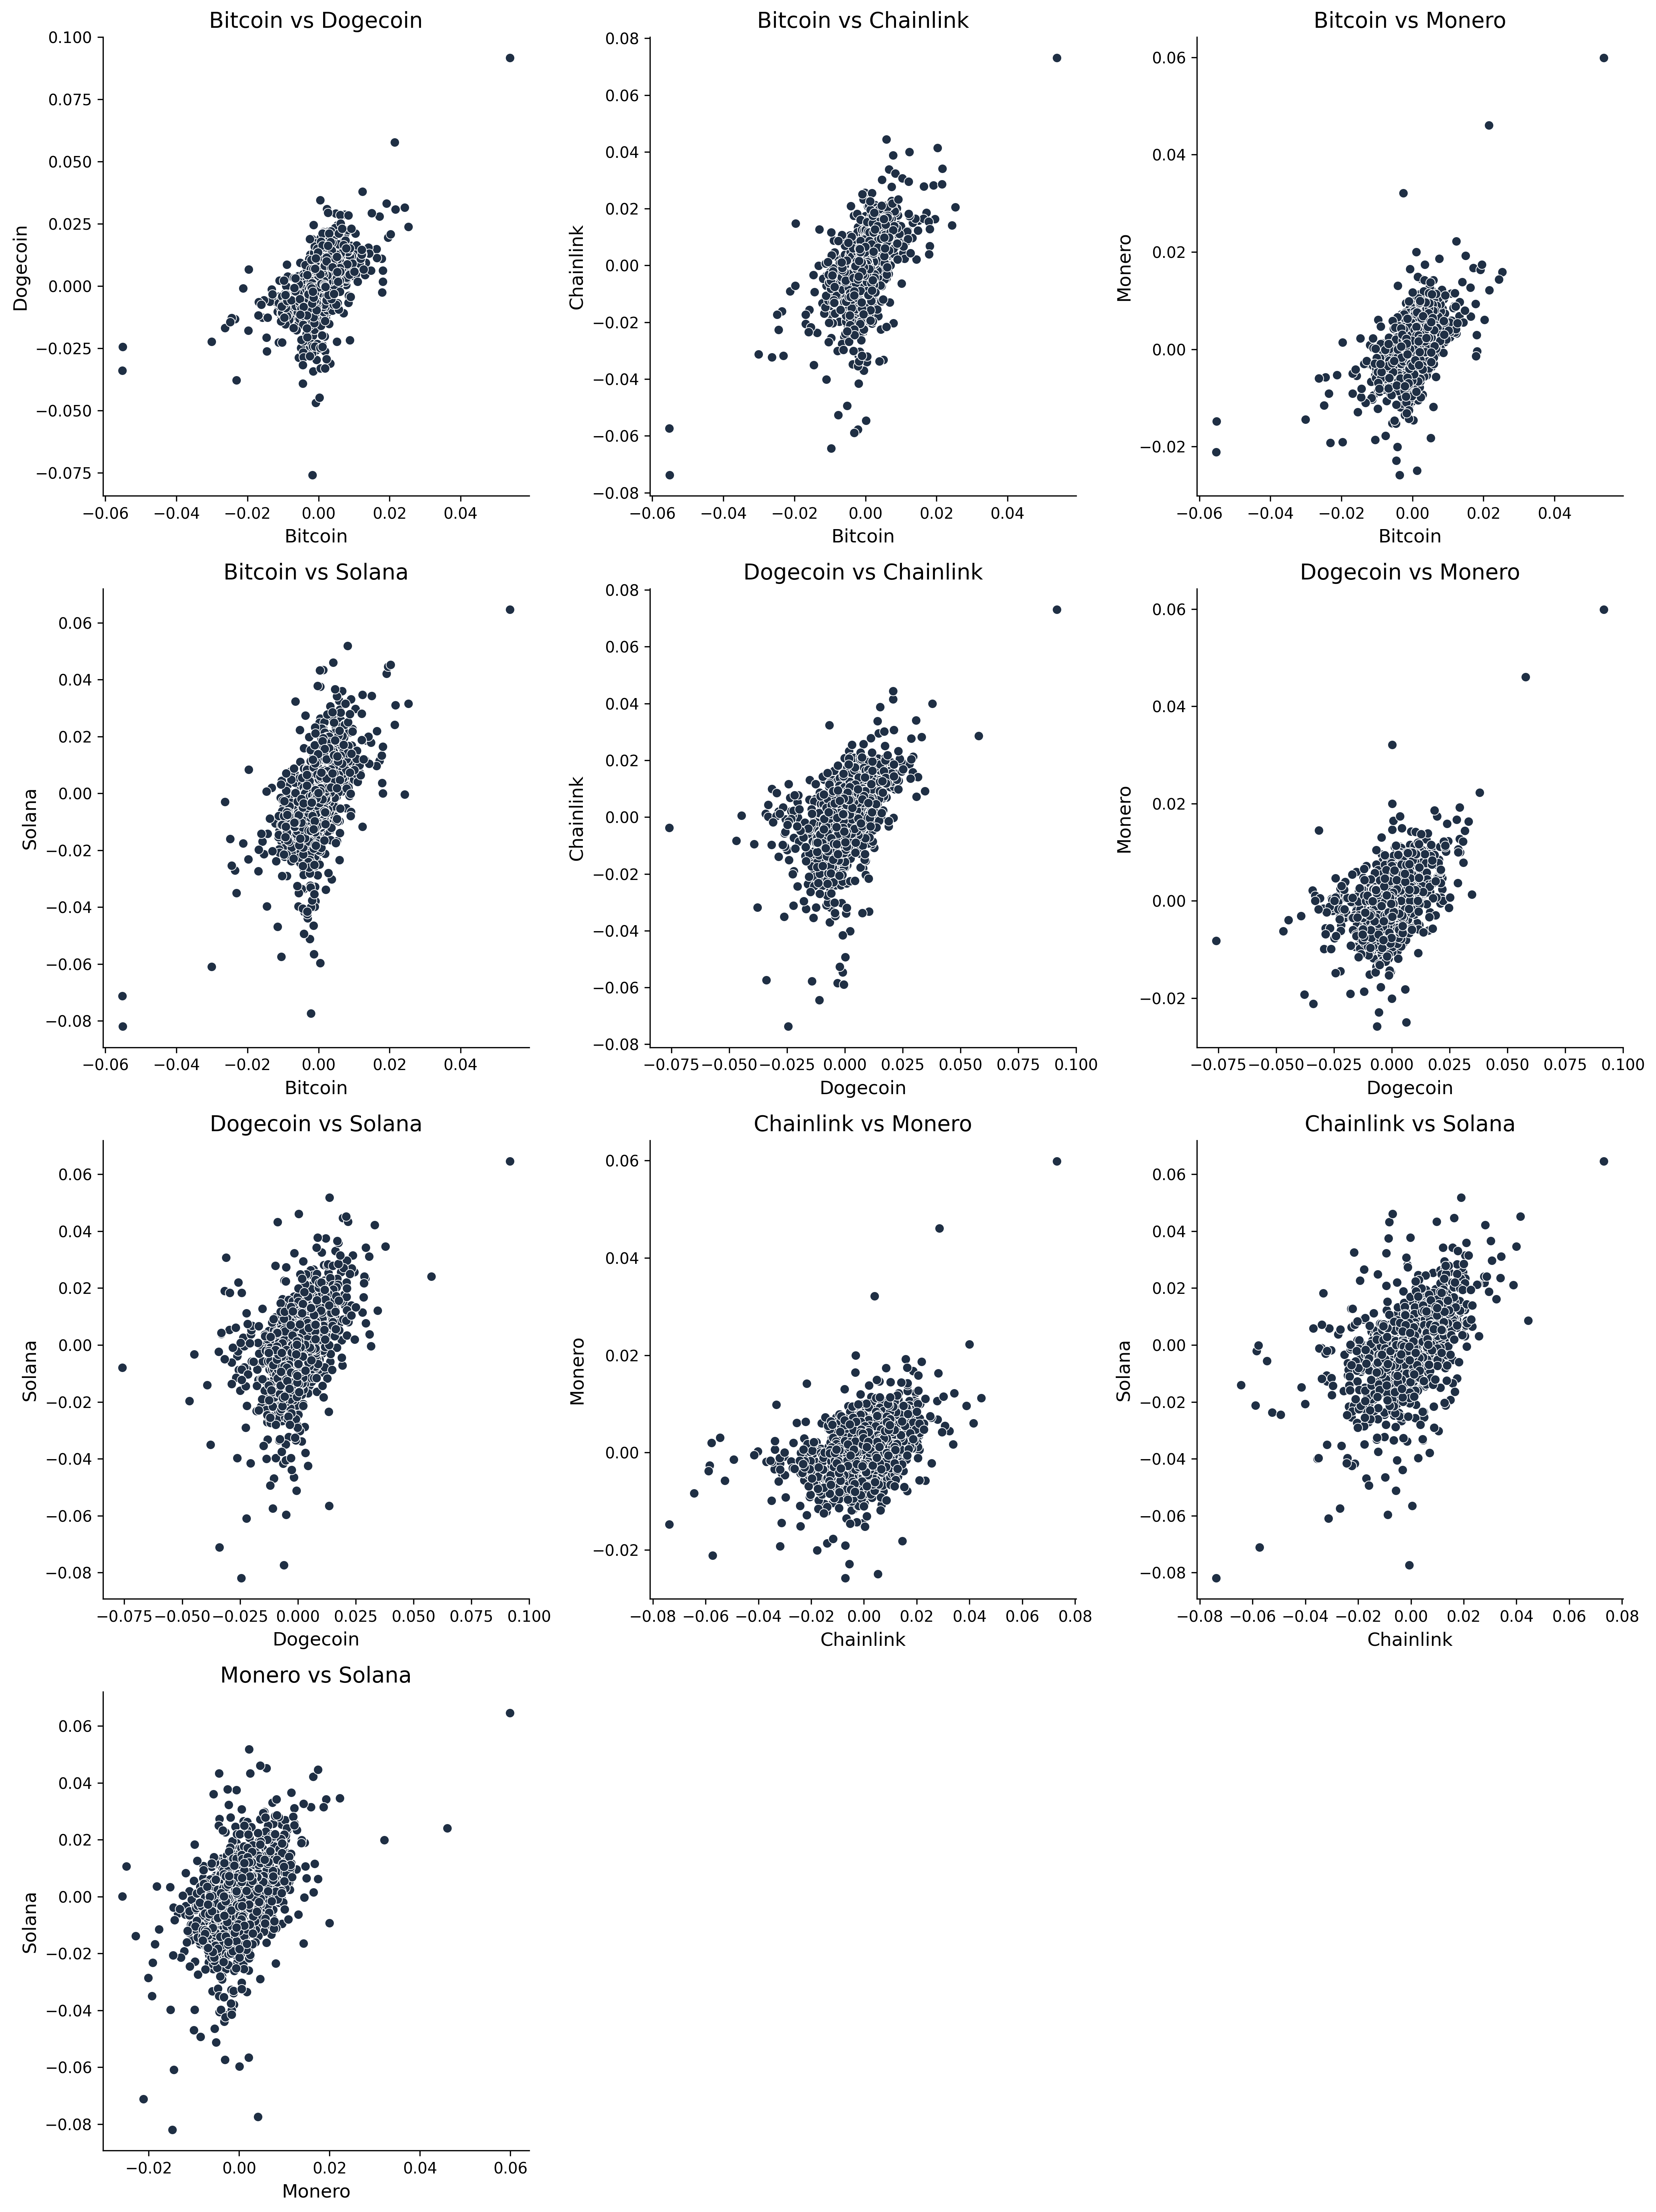 Bitcoin vs Dogecoin
0.100
0.075
0.050
0.025
0.000
−0.025
−0.050
−0.075
Dogecoin
−0.06 −0.04 −0.02 0.00 0.02 0.04
Bitcoin
Bitcoin vs Chainlink
0.08
0.06
0.04
0.02
0.00
−0.02
−0.04
−0.06
−0.08
Chainlink
−0.06 −0.04 −0.02 0.00 0.02 0.04
Bitcoin
Bitcoin vs Monero
0.06
0.04
0.02
0.00
−0.02
Monero
−0.06 −0.04 −0.02 0.00 0.02 0.04
Bitcoin
Bitcoin vs Solana
0.06
0.04
0.02
0.00
−0.02
−0.04
−0.06
−0.08
Solana
−0.06 −0.04 −0.02 0.00 0.02 0.04
Bitcoin
Dogecoin vs Chainlink
0.08
0.06
0.04
0.02
0.00
−0.02
−0.04
−0.06
−0.08
Chainlink
−0.075 −0.050 −0.025 0.000 0.025 0.050 0.075 0.100
Dogecoin
Dogecoin vs Monero
0.06
0.04
0.02
0.00
−0.02
Monero
−0.075 −0.050 −0.025 0.000 0.025 0.050 0.075 0.100
Dogecoin
Dogecoin vs Solana
0.06
0.04
0.02
0.00
−0.02
−0.04
−0.06
−0.08
Solana
−0.075 −0.050 −0.025 0.000 0.025 0.050 0.075 0.100
Dogecoin
Chainlink vs Monero
0.06
0.04
0.02
0.00
−0.02
Monero
−0.08 −0.06 −0.04 −0.02 0.00 0.02 0.04 0.06 0.08
Chainlink
Chainlink vs Solana
0.06
0.04
0.02
0.00
−0.02
−0.04
−0.06
−0.08
Solana
−0.08 −0.06 −0.04 −0.02 0.00 0.02 0.04 0.06 0.08
Chainlink
Monero vs Solana
0.06
0.04
0.02
0.00
−0.02
−0.04
−0.06
−0.08
Solana
−0.02 0.00 0.02 0.04 0.06
Monero